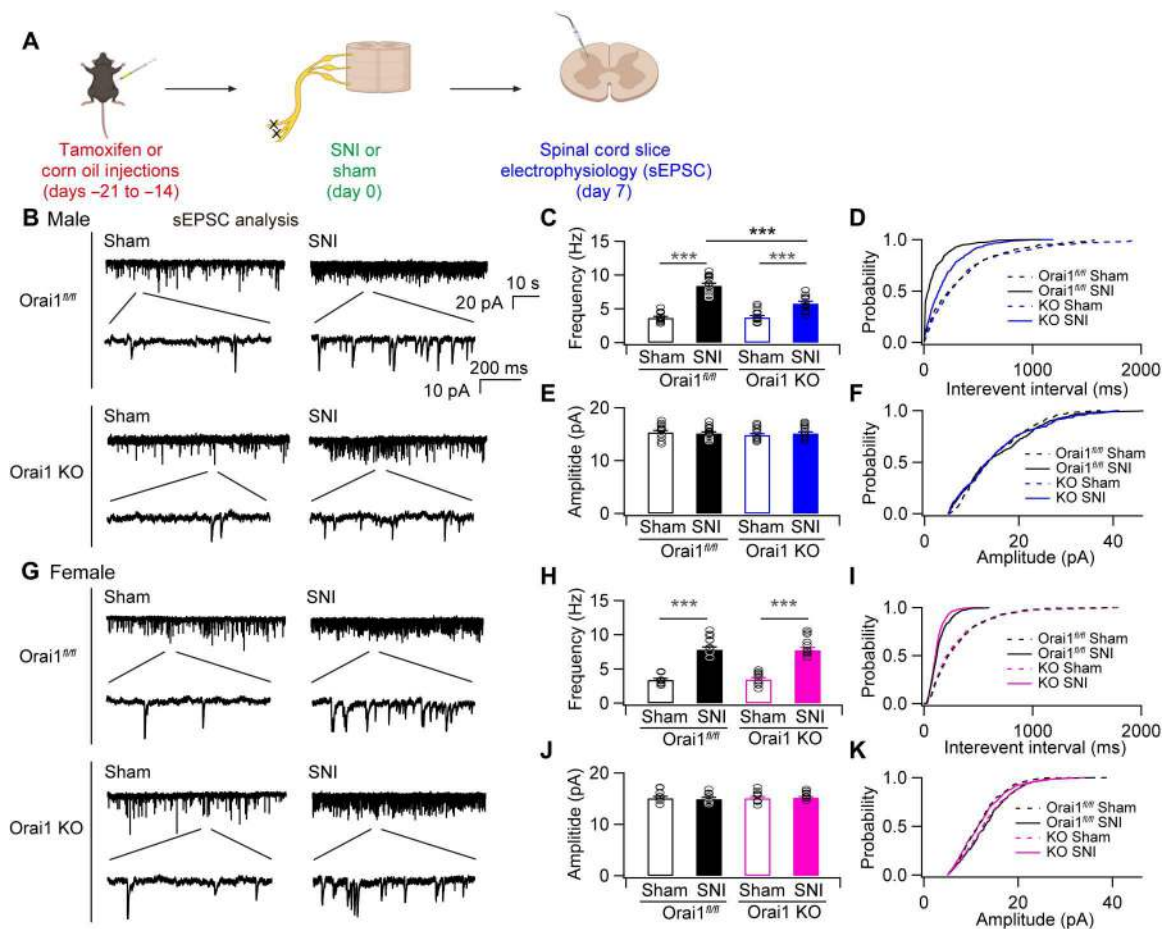 A
Tamoxifen or
corn oil injections
(days –21 to –14)
SNI or
sham
(day 0)
Spinal cord slice
electrophysiology (sEPSC)
(day 7)
B Male
sEPSC analysis
Sham
SNI
Orai1fl/fl
10 s
20 pA
200 ms
10 pA
Sham
SNI
Orai1 KO
C
Frequency (Hz)
15
10
5
0
***
***
***
Sham SNI Sham SNI
Orai1fl/fl Orai1 KO
D
Probability
1.0
0.5
0.0
Orai1fl/fl Sham
Orai1fl/fl SNI
KO Sham
KO SNI
0 1000 2000
Interevent interval (ms)
E
Amplitide (pA)
20
15
10
5
0
Sham SNI Sham SNI
Orai1fl/fl Orai1 KO
F
Probability
1.0
0.5
0.0
Orai1fl/fl Sham
Orai1fl/fl SNI
KO Sham
KO SNI
0 20 40
Amplitude (pA)
G Female
Sham
SNI
Orai1fl/fl
Sham
SNI
Orai1 KO
H
Frequency (Hz)
15
10
5
0
***
***
Sham SNI Sham SNI
Orai1fl/fl Orai1 KO
I
Probability
1.0
0.5
0.0
Orai1fl/fl Sham
Orai1fl/fl SNI
KO Sham
KO SNI
0 1000 2000
Interevent interval (ms)
J
Amplitide (pA)
20
15
10
5
0
Sham SNI Sham SNI
Orai1fl/fl Orai1 KO
K
Probability
1.0
0.5
0.0
Orai1fl/fl Sham
Orai1fl/fl SNI
KO Sham
KO SNI
0 20 40
Amplitude (pA)